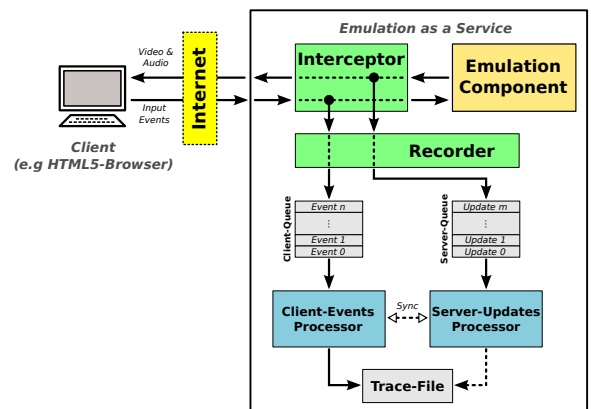 Emulation as a Service
Video &
Audio
Internet
Interceptor
Emulation
Component
Input
Events
Client
(e.g HTML5-Browser)
Recorder
Client-Queue
Event n
⋮
Event 1
Event 0
Server-Queue
Update m
⋮
Update 1
Update 0
Client-Events
Processor
Sync
Server-Updates
Processor
Trace-File